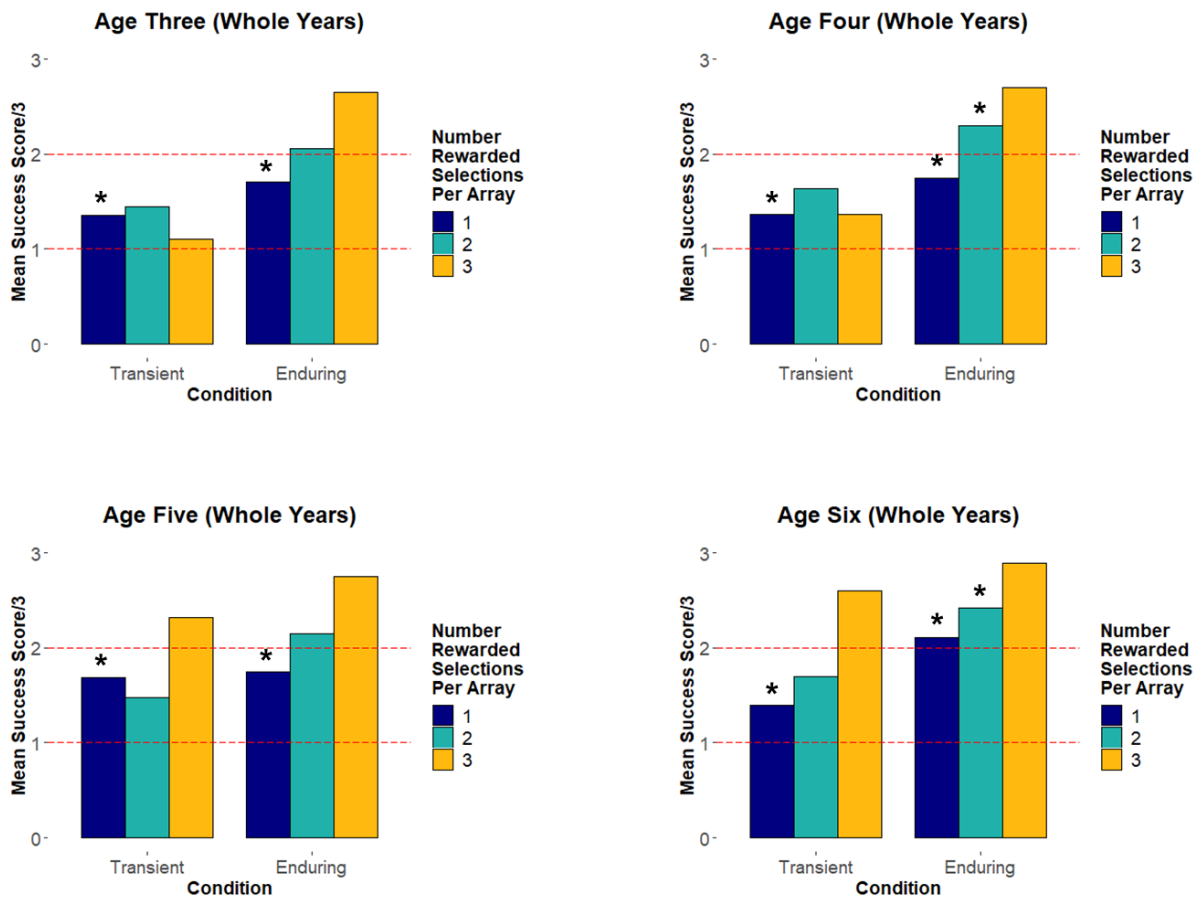 Age Three (Whole Years)
Mean Success Score/3
3
2
1
0
*
*
Transient
Enduring
Condition
Number
Rewarded
Selections
Per Array
1
2
3
Age Four (Whole Years)
Mean Success Score/3
3
2
1
0
*
*
*
Transient
Enduring
Condition
Number
Rewarded
Selections
Per Array
1
2
3
Age Five (Whole Years)
Mean Success Score/3
3
2
1
0
*
*
Transient
Enduring
Condition
Number
Rewarded
Selections
Per Array
1
2
3
Age Six (Whole Years)
Mean Success Score/3
3
2
1
0
*
*
*
Transient
Enduring
Condition
Number
Rewarded
Selections
Per Array
1
2
3